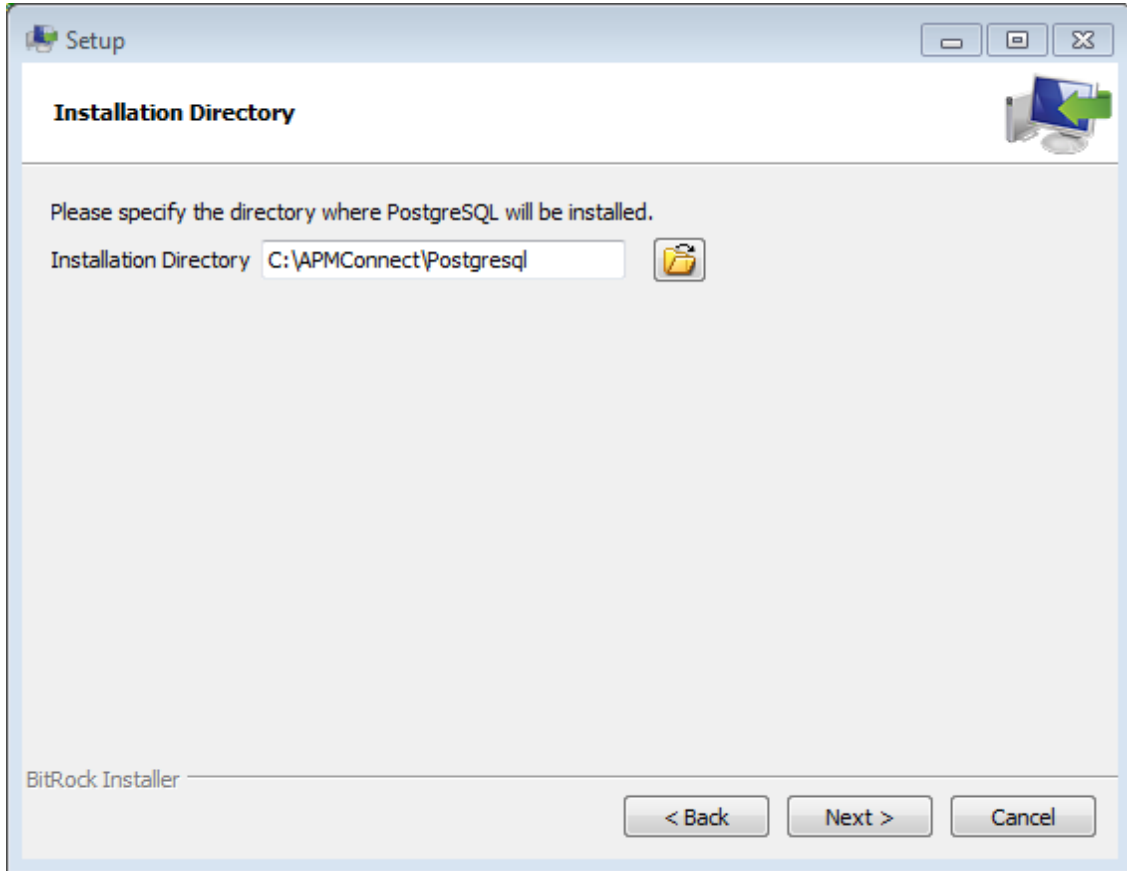 Setup
Installation Directory
Please specify the directory where PostgreSQL will be installed.
Installation Directory C:\APMConnect\Postgresql
BitRock Installer
< Back Next > Cancel